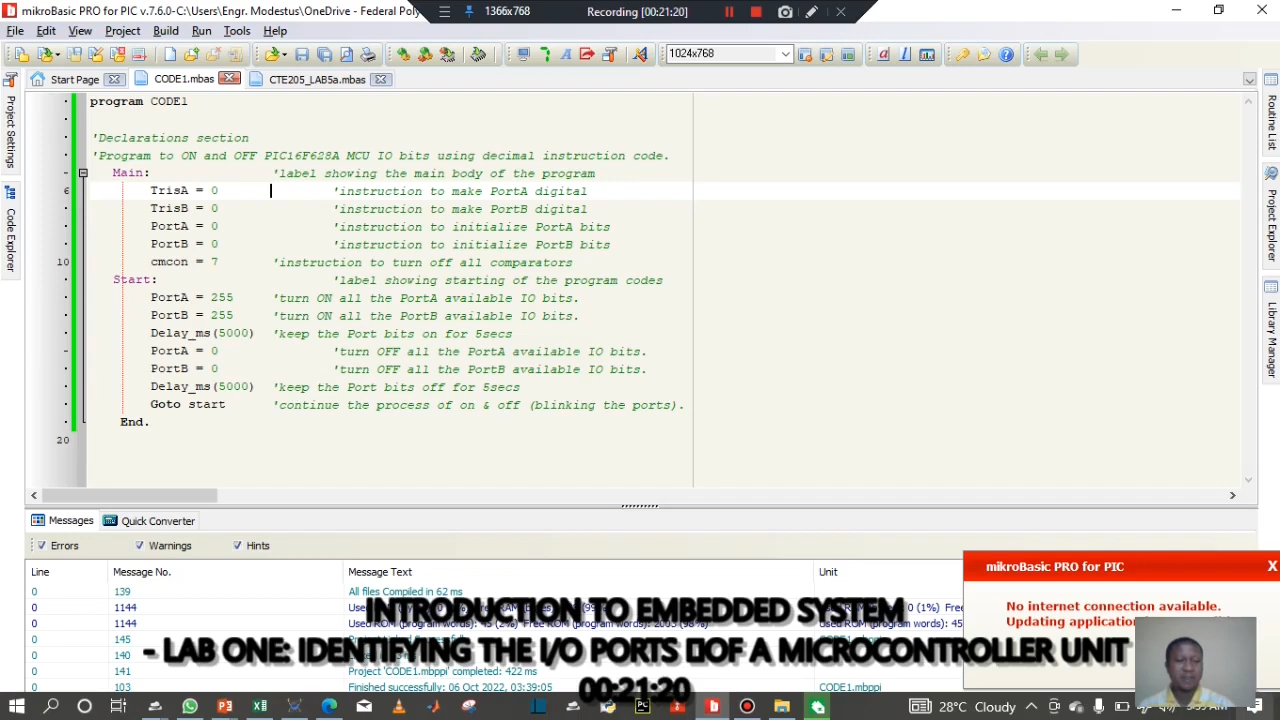 mikroBasic PRO for PIC v.7.6.0 - C:\Users\Engr. Modestus\OneDrive - Federal Pol
1366x768
Recording [00:21:20]
File Edit View Project Build Run Tools Help
1024x768
Start Page
CODE1.mbas
CTE205_LAB5a.mbas
Project Settings
Code Explorer
Routine List
Project Explorer
Library Manager
program CODE1
'Declarations section
'Program to ON and OFF PIC16F628A MCU IO bits using decimal instruction code.
Main: 'label showing the main body of the program
6 TrisA = 0 'instruction to make PortA digital
TrisB = 0 'instruction to make PortB digital
PortA = 0 'instruction to initialize PortA bits
PortB = 0 'instruction to initialize PortB bits
10 cmcon = 7 'instruction to turn off all comparators
Start: 'label showing starting of the program codes
PortA = 255 'turn ON all the PortA available IO bits.
PortB = 255 'turn ON all the PortB available IO bits.
Delay_ms(5000) 'keep the Port bits on for 5secs
PortA = 0 'turn OFF all the PortA available IO bits.
PortB = 0 'turn OFF all the PortB available IO bits.
Delay_ms(5000) 'keep the Port bits off for 5secs
Goto start 'continue the process of on & off (blinking the ports).
End.
20
Messages Quick Converter
Errors Warnings Hints
Line Message No. Message Text Unit
0 139 All files Compiled in 62 ms
0 1144
0 1144
0 145
0 140
0 141 Project 'CODE1.mbppi' completed: 422 ms
0 103 Finished successfully: 06 Oct 2022, 03:39:05 CODE1.mbppi
mikroBasic PRO for PIC X
No internet connection available.
Updating application
INTRODUCTION TO EMBEDDED SYSTEM
- LAB ONE: IDENTIFYING THE I/O PORTS OF A MICROCONTROLLER UNIT
00:21:20
28°C Cloudy